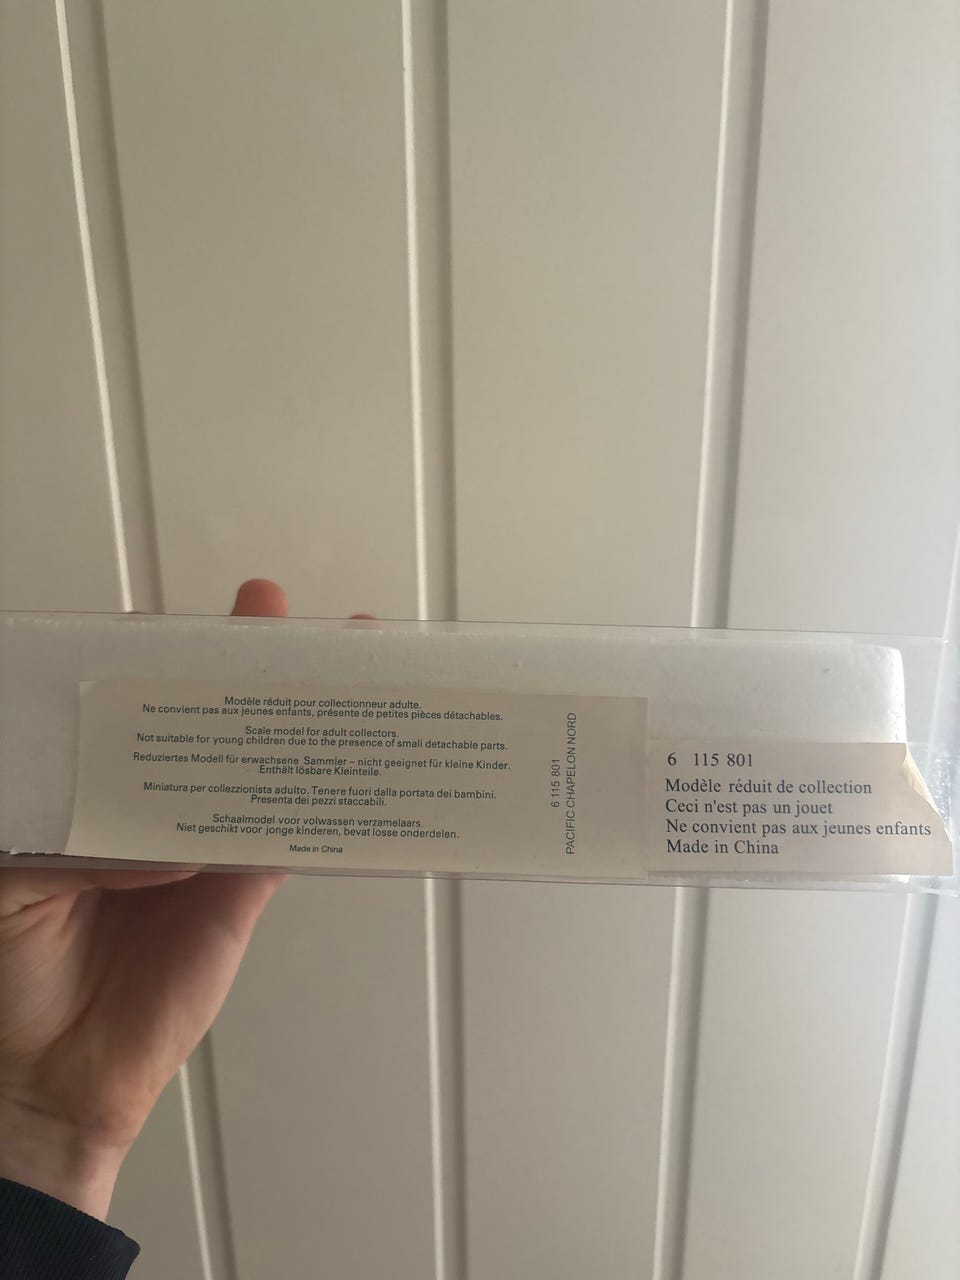 Modèle réduit pour collectionneur adulte.
Ne convient pas aux jeunes enfants, présente de petites pièces détachables.
Scale model for adult collectors.
Not suitable for young children due to the presence of small detachable parts.
Reduziertes Modell für erwachsene Sammler – nicht geeignet für kleine Kinder.
Enthält lösbare Kleinteile.
Miniatura per collezzionista adulto. Tenere fuori dalla portata dei bambini.
Presenta dei pezzi staccabili.
Schaalmodel voor volwassen verzamelaars.
Niet geschikt voor jonge kinderen, bevat losse onderdelen.
Made in China
6 115 801
PACIFIC CHAPELON NORD
6 115 801
Modèle réduit de collection
Ceci n'est pas un jouet
Ne convient pas aux jeunes enfants
Made in China